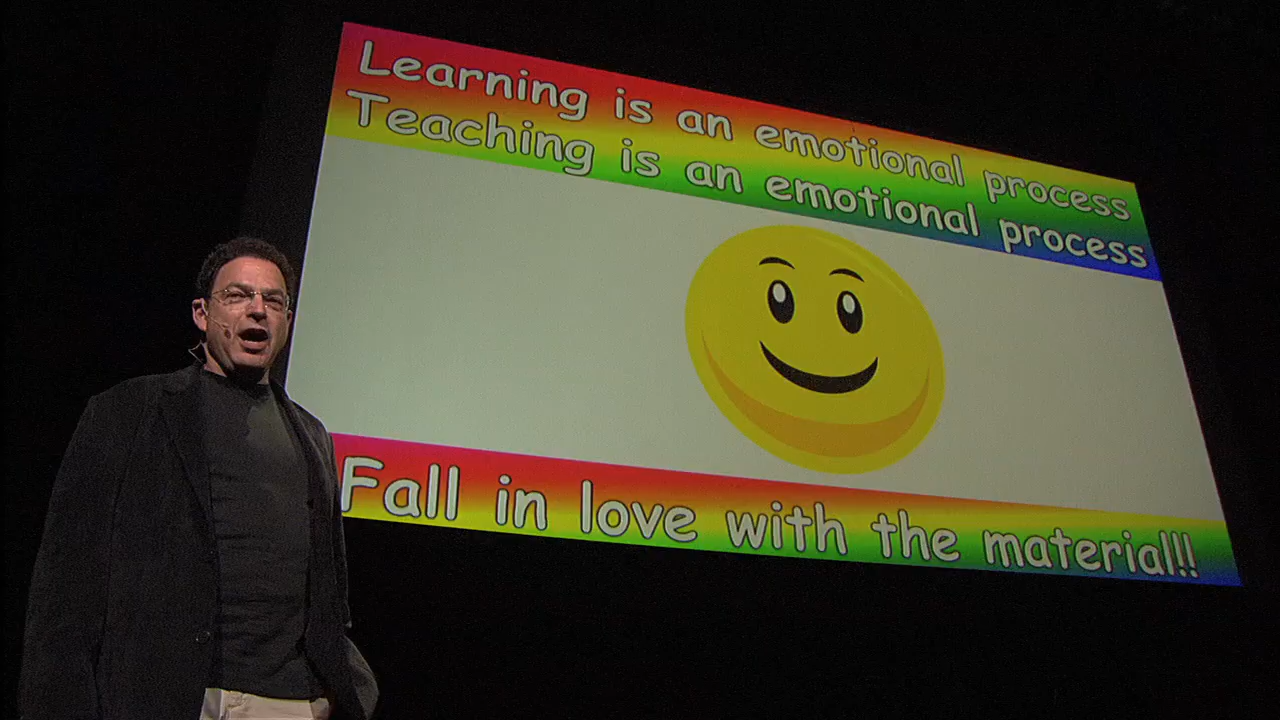 Learning is an emotional process
Teaching is an emotional process
Fall in love with the material!!